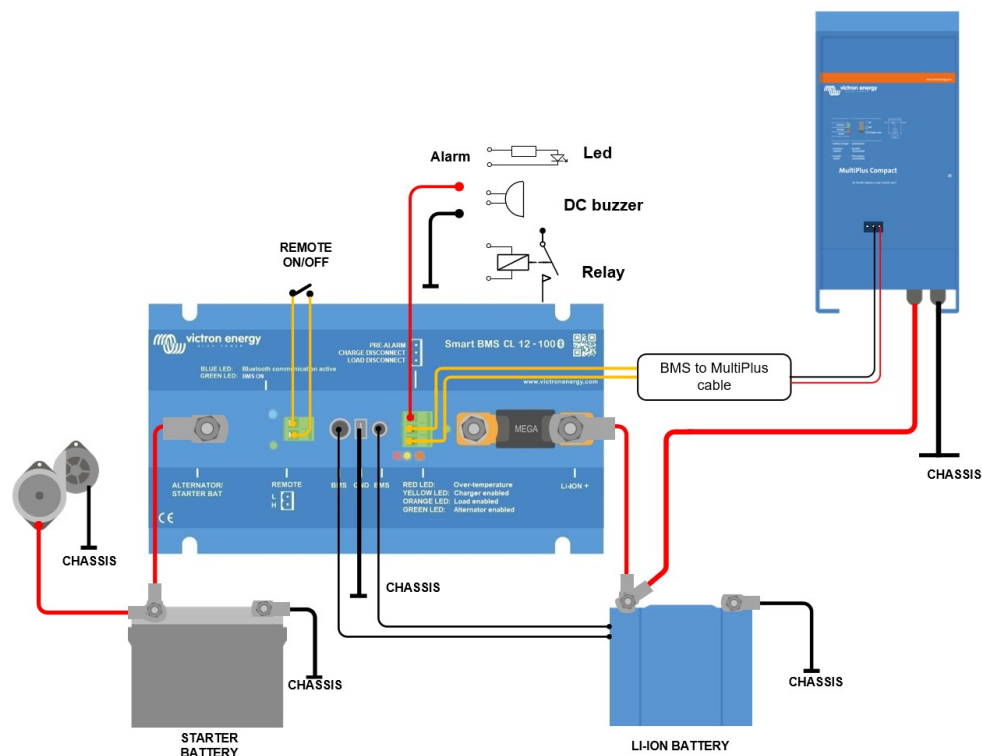 victron energy
MultiPlus Compact
Alarm
Led
DC buzzer
Relay
REMOTE
ON/OFF
victron energy
BLUE POWER
PRE-ALARM
CHARGE DISCONNECT
LOAD DISCONNECT
Smart BMS CL 12 - 100
BLUE LED: Bluetooth communication active
GREEN LED: BMS ON
www.victronenergy.com
BMS to MultiPlus
cable
MEGA
CHASSIS
ALTERNATOR/
STARTER BAT
REMOTE
L
H
BMS
GND
BMS
RED LED: Over-temperature
YELLOW LED: Charger enabled
ORANGE LED: Load enabled
GREEN LED: Alternator enabled
LI-ION +
CE
CHASSIS
CHASSIS
CHASSIS
CHASSIS
STARTER
BATTERY
LI-ION BATTERY